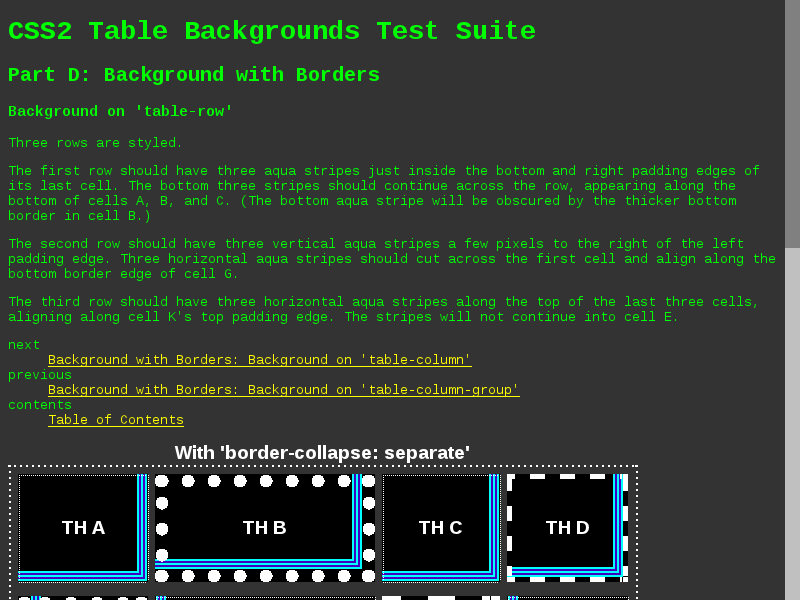 CSS2 Table Backgrounds Test Suite
Part D: Background with Borders
Background on 'table-row'
Three rows are styled.
The first row should have three aqua stripes just inside the bottom and right padding edges of
its last cell. The bottom three stripes should continue across the row, appearing along the
bottom of cells A, B, and C. (The bottom aqua stripe will be obscured by the thicker bottom
border in cell B.)
The second row should have three vertical aqua stripes a few pixels to the right of the left
padding edge. Three horizontal aqua stripes should cut across the first cell and align along the
bottom border edge of cell G.
The third row should have three horizontal aqua stripes along the top of the last three cells,
aligning along cell K's top padding edge. The stripes will not continue into cell E.
next
Background with Borders: Background on 'table-column'
previous
Background with Borders: Background on 'table-column-group'
contents
Table of Contents
With 'border-collapse: separate'
TH A TH B TH C TH D